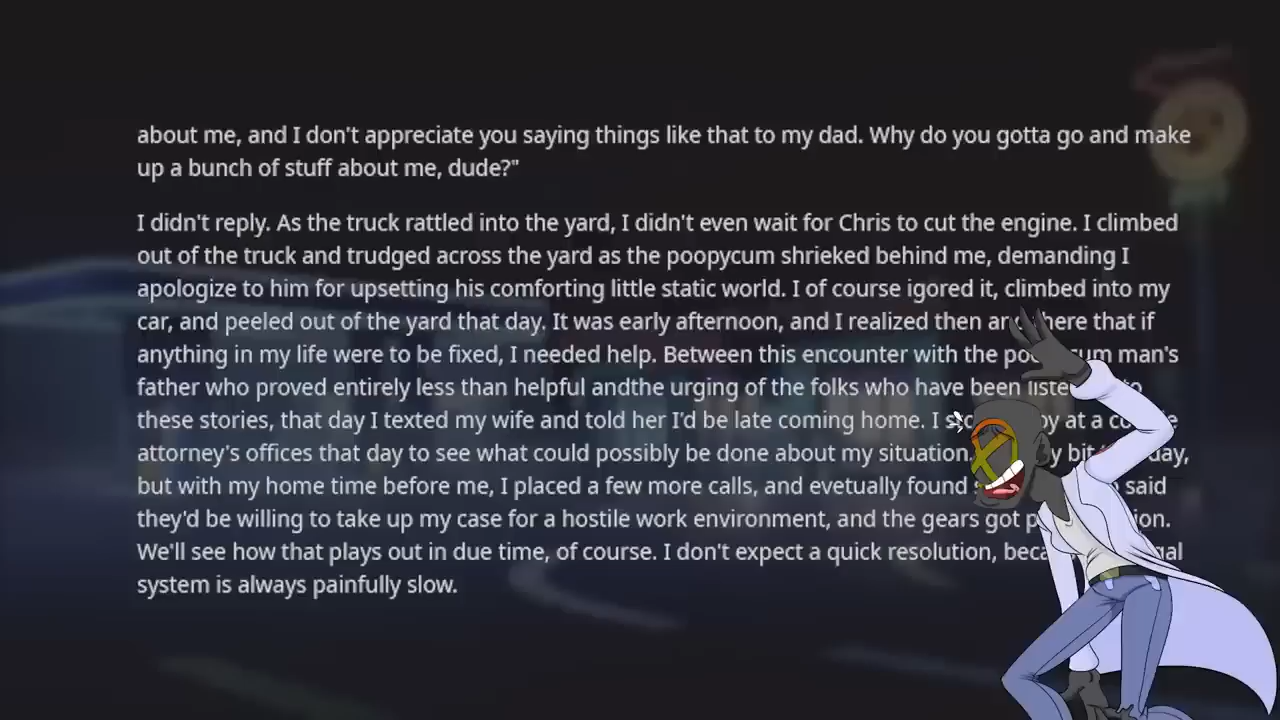 about me, and I don't appreciate you saying things like that to my dad. Why do you gotta go and make
up a bunch of stuff about me, dude?"
I didn't reply. As the truck rattled into the yard, I didn't even wait for Chris to cut the engine. I climbed
out of the truck and trudged across the yard as the poopycum shrieked behind me, demanding I
apologize to him for upsetting his comforting little static world. I of course igored it, climbed into my
car, and peeled out of the yard that day. It was early afternoon, and I realized then that if
anything in my life were to be fixed, I needed help. Between this encounter with the man's
father who proved entirely less than helpful andthe urging of the folks who have been to
these stories, that day I texted my wife and told her I'd be late coming home. I by at a
attorney's offices that day to see what could possibly be done about my situation. day,
but with my home time before me, I placed a few more calls, and evetually found said
they'd be willing to take up my case for a hostile work environment, and the gears got
We'll see how that plays out in due time, of course. I don't expect a quick resolution,
system is always painfully slow.